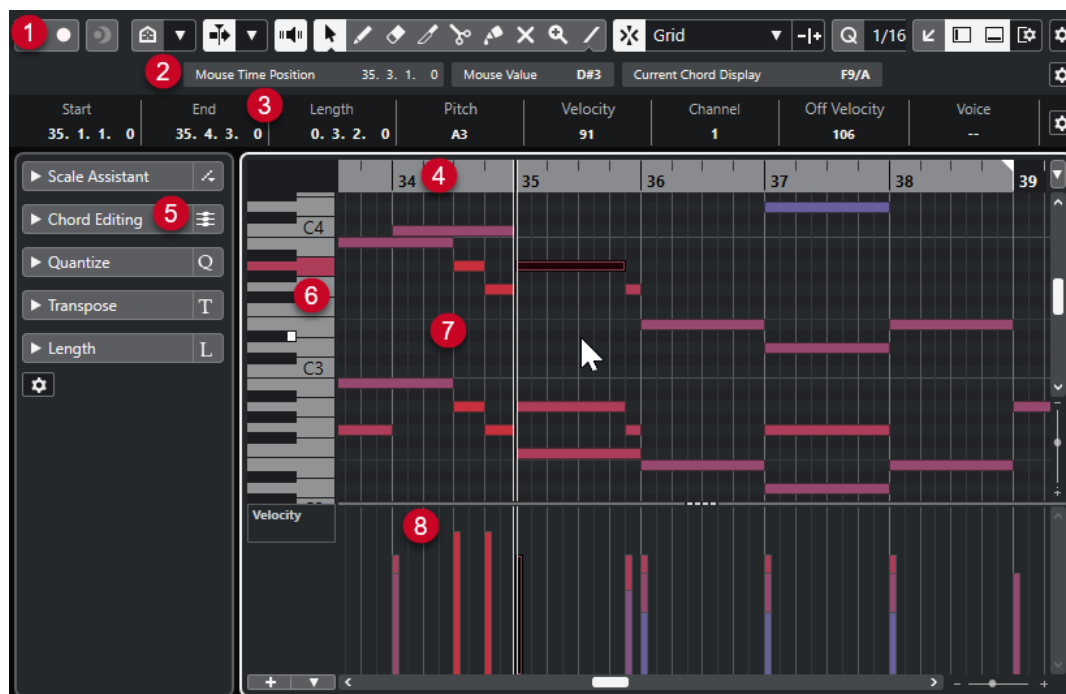 1 Grid Q 1/16
2 Mouse Time Position 35. 3. 1. 0 Mouse Value D#3 Current Chord Display F9/A
Start End 3 Length Pitch Velocity Channel Off Velocity Voice
35. 1. 1. 0 35. 4. 3. 0 0. 3. 2. 0 A3 91 1 106 --
Scale Assistant
Chord Editing 5
Quantize Q
Transpose T
Length L
34 4 35 36 37 38 39
C4
6
7
C3
Velocity
8